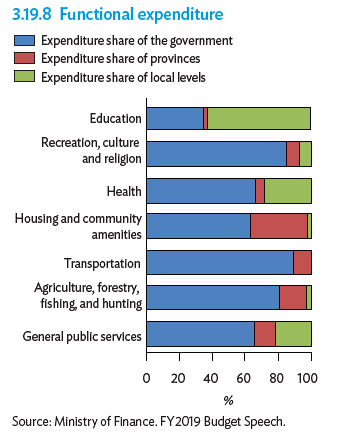 3.19.8 Functional expenditure
Expenditure share of the government
Expenditure share of provinces
Expenditure share of local levels
Education
Recreation, culture
and religion
Health
Housing and community
amenities
Transportation
Agriculture, forestry,
fishing, and hunting
General public services
0 20 40 60 80 100
%
Source: Ministry of Finance. FY2019 Budget Speech.